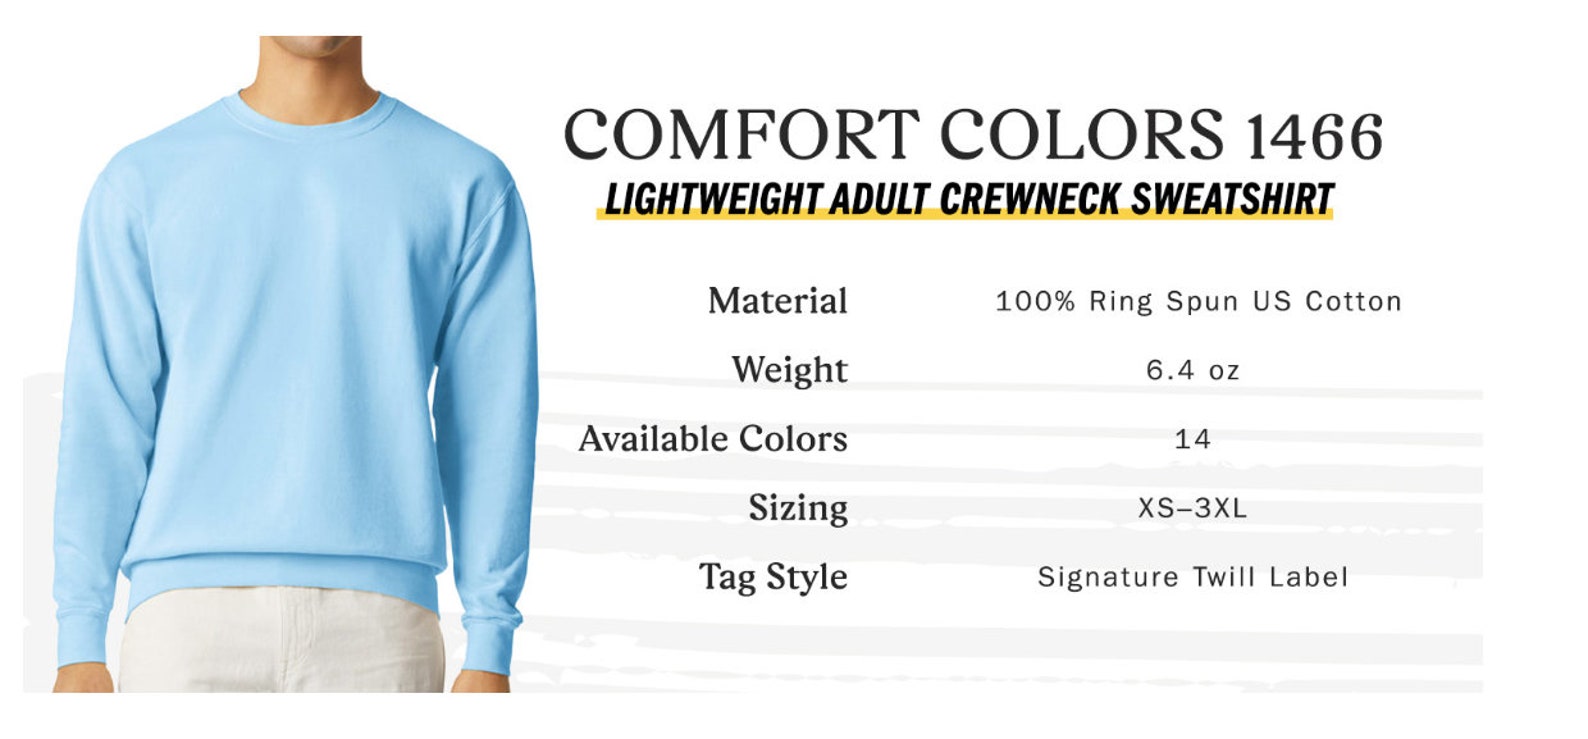 COMFORT COLORS 1466
LIGHTWEIGHT ADULT CREWNECK SWEATSHIRT
Material 100% Ring Spun US Cotton
Weight 6.4 oz
Available Colors 14
Sizing XS–3XL
Tag Style Signature Twill Label